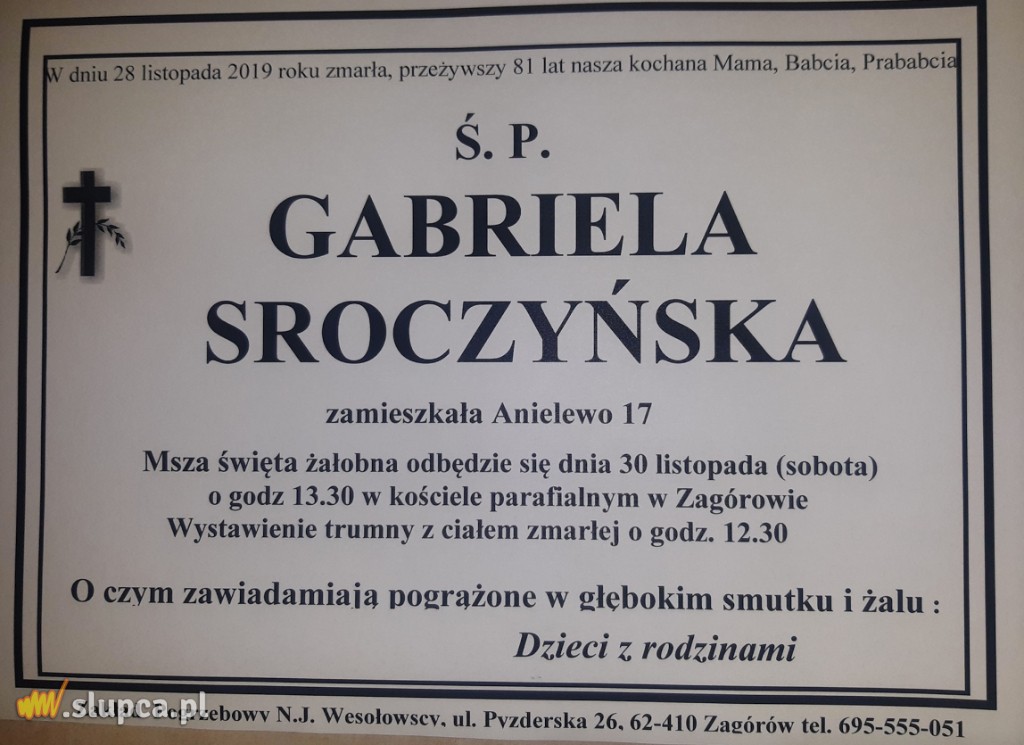 W dniu 28 listopada 2019 roku zmarła, przeżywszy 81 lat nasza kochana Mama, Babcia, Prababcia
Ś. P.
GABRIELA
SROCZYŃSKA
zamieszkała Anielewo 17
Msza święta żałobna odbędzie się dnia 30 listopada (sobota)
o godz 13.30 w kościele parafialnym w Zagórowie
Wystawienie trumny z ciałem zmarłej o godz. 12.30
O czym zawiadamiają pogrążone w głębokim smutku i żalu :
Dzieci z rodzinami
.slupca.pl
N.J. Wesołowscy, ul. Pyzderska 26, 62-410 Zagórów tel. 695-555-051